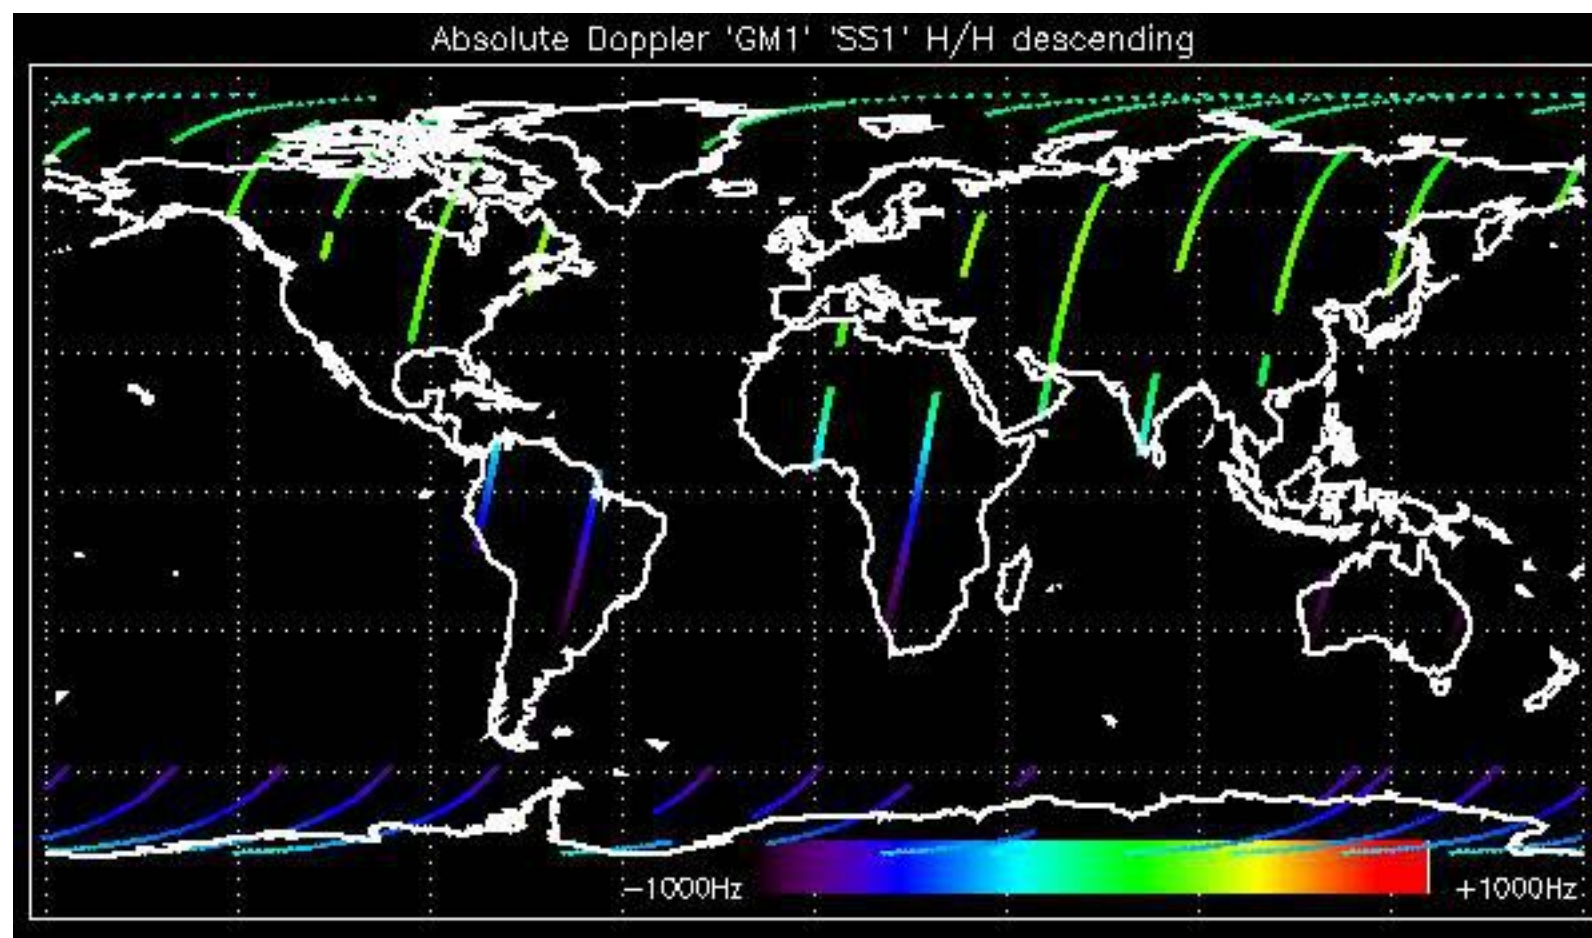 Absolute Doppler 'GM1' 'SS1' H/H descending
−1000Hz
+1000Hz